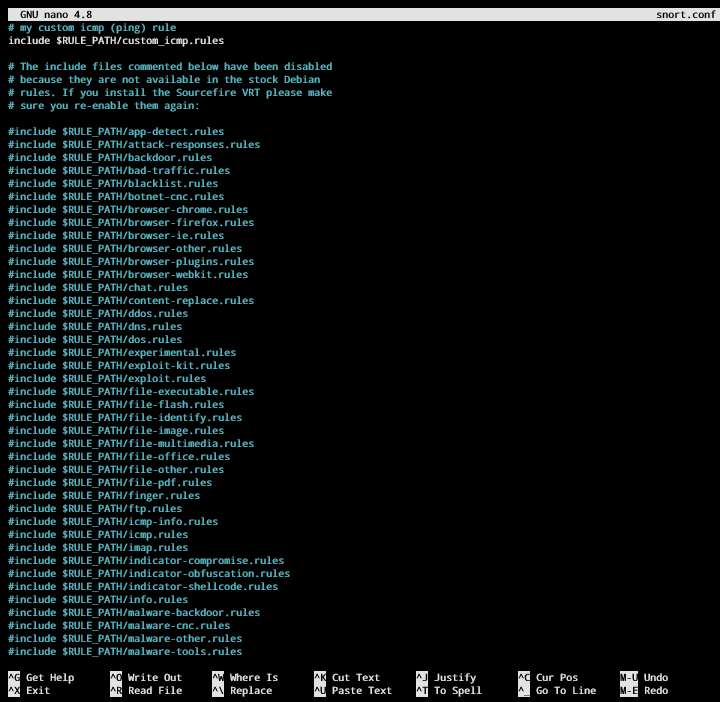 GNU nano 4.8 snort.conf
# my custom icmp (ping) rule
include $RULE_PATH/custom_icmp.rules
# The include files commented below have been disabled
# because they are not available in the stock Debian
# rules. If you install the Sourcefire VRT please make
# sure you re-enable them again:
#include $RULE_PATH/app-detect.rules
#include $RULE_PATH/attack-responses.rules
#include $RULE_PATH/backdoor.rules
#include $RULE_PATH/bad-traffic.rules
#include $RULE_PATH/blacklist.rules
#include $RULE_PATH/botnet-cnc.rules
#include $RULE_PATH/browser-chrome.rules
#include $RULE_PATH/browser-firefox.rules
#include $RULE_PATH/browser-ie.rules
#include $RULE_PATH/browser-other.rules
#include $RULE_PATH/browser-plugins.rules
#include $RULE_PATH/browser-webkit.rules
#include $RULE_PATH/chat.rules
#include $RULE_PATH/content-replace.rules
#include $RULE_PATH/ddos.rules
#include $RULE_PATH/dns.rules
#include $RULE_PATH/dos.rules
#include $RULE_PATH/experimental.rules
#include $RULE_PATH/exploit-kit.rules
#include $RULE_PATH/exploit.rules
#include $RULE_PATH/file-executable.rules
#include $RULE_PATH/file-flash.rules
#include $RULE_PATH/file-identify.rules
#include $RULE_PATH/file-image.rules
#include $RULE_PATH/file-multimedia.rules
#include $RULE_PATH/file-office.rules
#include $RULE_PATH/file-other.rules
#include $RULE_PATH/file-pdf.rules
#include $RULE_PATH/finger.rules
#include $RULE_PATH/ftp.rules
#include $RULE_PATH/icmp-info.rules
#include $RULE_PATH/icmp.rules
#include $RULE_PATH/imap.rules
#include $RULE_PATH/indicator-compromise.rules
#include $RULE_PATH/indicator-obfuscation.rules
#include $RULE_PATH/indicator-shellcode.rules
#include $RULE_PATH/info.rules
#include $RULE_PATH/malware-backdoor.rules
#include $RULE_PATH/malware-cnc.rules
#include $RULE_PATH/malware-other.rules
#include $RULE_PATH/malware-tools.rules
^G Get Help ^O Write Out ^W Where Is ^K Cut Text ^J Justify ^C Cur Pos M-U Undo
^X Exit ^R Read File ^\ Replace ^U Paste Text ^T To Spell ^_ Go To Line M-E Redo